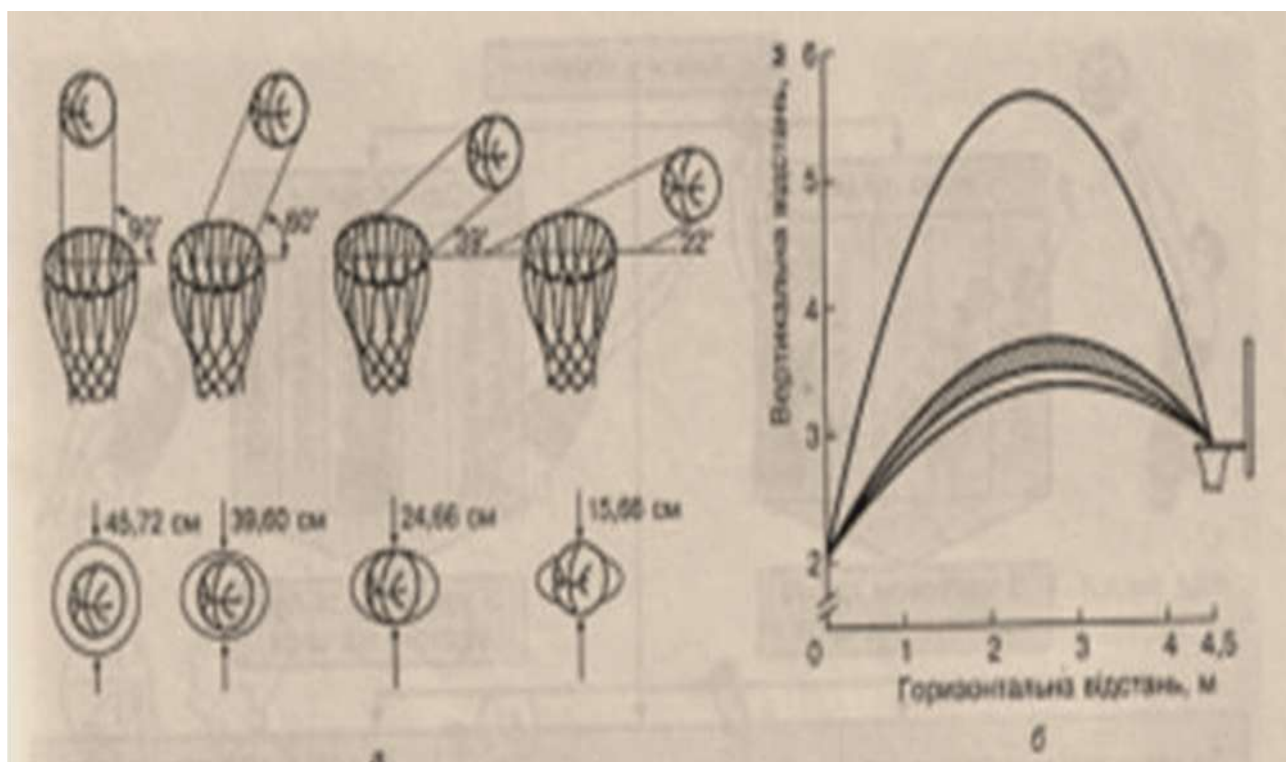 90°
60°
22°
45,72 см
39,60 см
24,66 см
15,66 см
Вертикальна відстань, м
6
5
4
3
2
0 1 2 3 4 4,5
Горизонтальна відстань, м
б